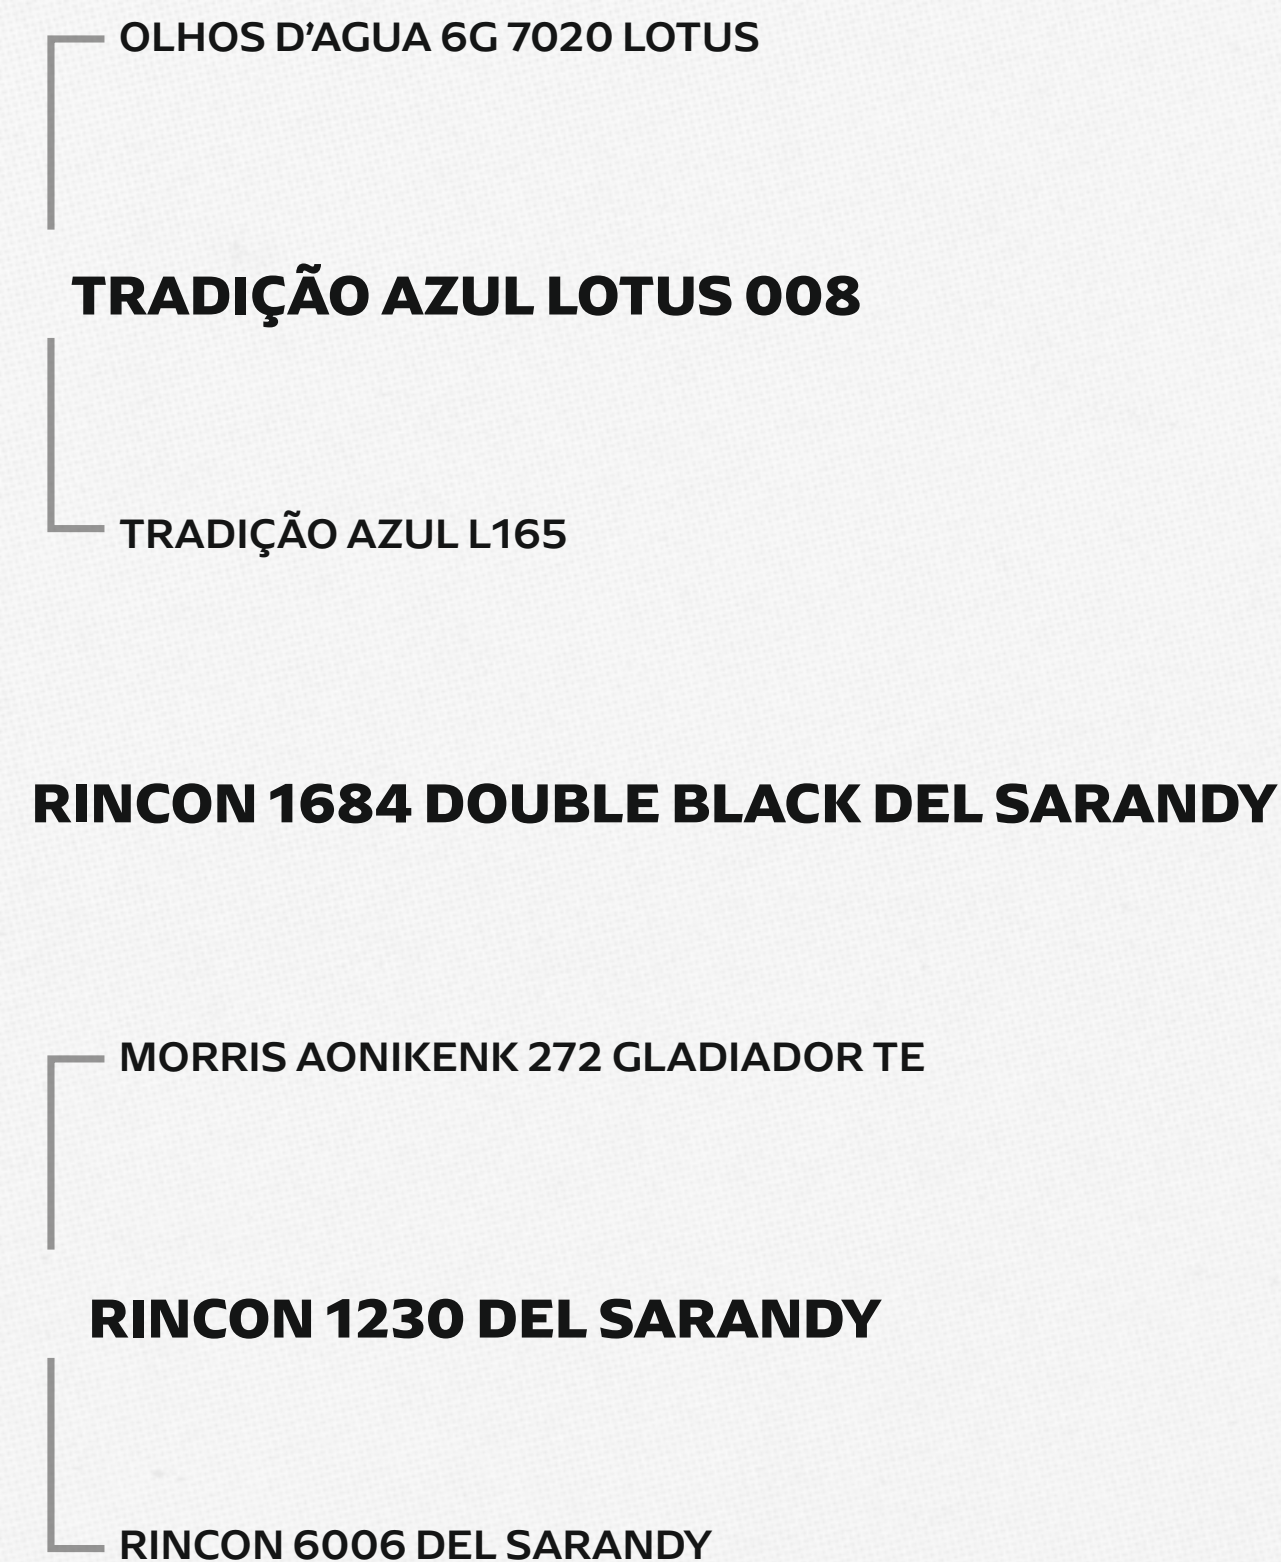 OLHOS D’AGUA 6G 7020 LOTUS
TRADIÇÃO AZUL LOTUS 008
TRADIÇÃO AZUL L165
RINCON 1684 DOUBLE BLACK DEL SARANDY
MORRIS AONIKENK 272 GLADIADOR TE
RINCON 1230 DEL SARANDY
RINCON 6006 DEL SARANDY